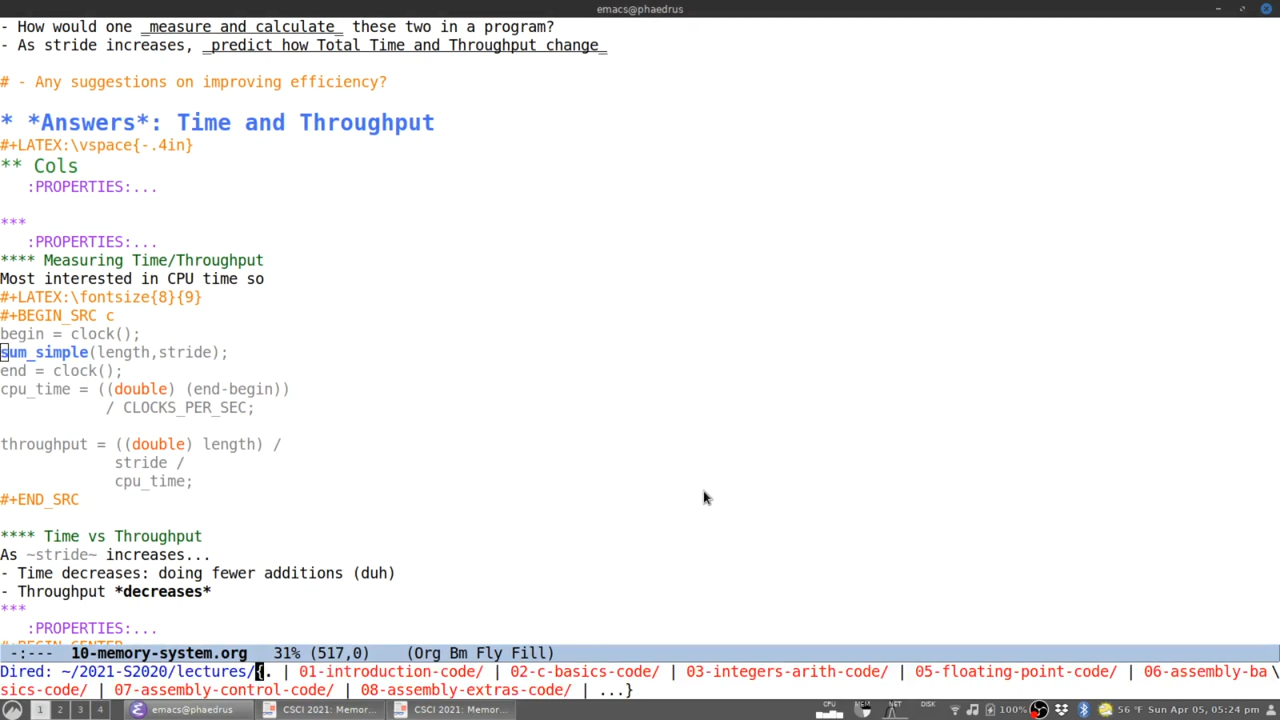 emacs@phaedrus
- How would one _measure and calculate_ these two in a program?
- As stride increases, _predict how Total Time and Throughput change_
# - Any suggestions on improving efficiency?
* *Answers*: Time and Throughput
#+LATEX:\vspace{-.4in}
** Cols
:PROPERTIES:...
***
:PROPERTIES:...
**** Measuring Time/Throughput
Most interested in CPU time so
#+LATEX:\fontsize{8}{9}
#+BEGIN_SRC c
begin = clock();
sum_simple(length,stride);
end = clock();
cpu_time = ((double) (end-begin))
/ CLOCKS_PER_SEC;
throughput = ((double) length) /
stride /
cpu_time;
#+END_SRC
**** Time vs Throughput
As ~stride~ increases...
- Time decreases: doing fewer additions (duh)
- Throughput *decreases*
***
:PROPERTIES:...
#+BEGIN_CENTER
-:--- 10-memory-system.org 31% (517,0) (Org Bm Fly Fill)
Dired: ~/2021-S2020/lectures/{. | 01-introduction-code/ | 02-c-basics-code/ | 03-integers-arith-code/ | 05-floating-point-code/ | 06-assembly-ba\
sics-code/ | 07-assembly-control-code/ | 08-assembly-extras-code/ | ...}
1 2 3 4 emacs@phaedrus CSCI 2021: Memor... CSCI 2021: Memor... CPU MEM NET DISK 100% 56 °F Sun Apr 05, 05:24 pm